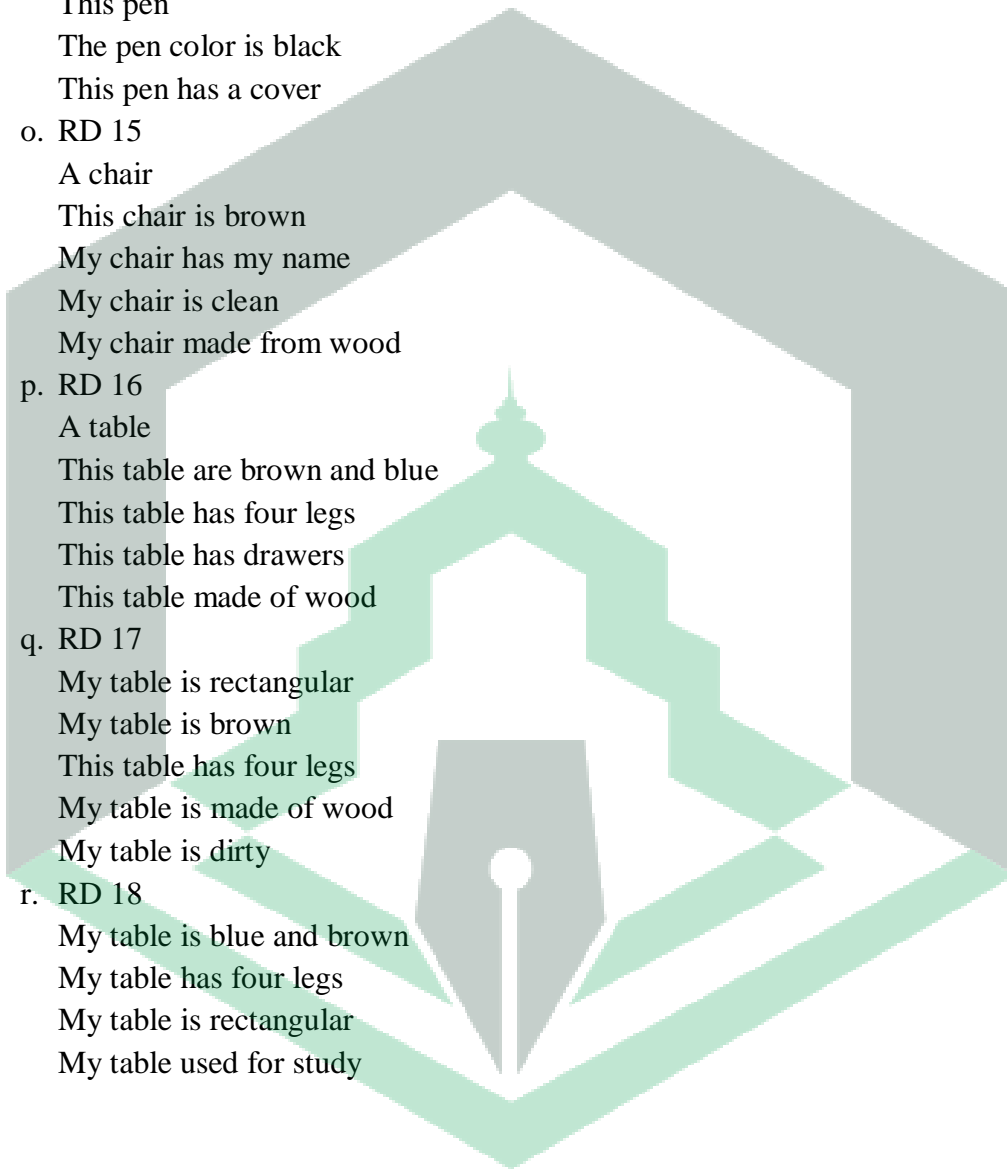 This pen
The pen color is black
This pen has a cover
o. RD 15
A chair
This chair is brown
My chair has my name
My chair is clean
My chair made from wood
p. RD 16
A table
This table are brown and blue
This table has four legs
This table has drawers
This table made of wood
q. RD 17
My table is rectangular
My table is brown
This table has four legs
My table is made of wood
My table is dirty
r. RD 18
My table is blue and brown
My table has four legs
My table is rectangular
My table used for study